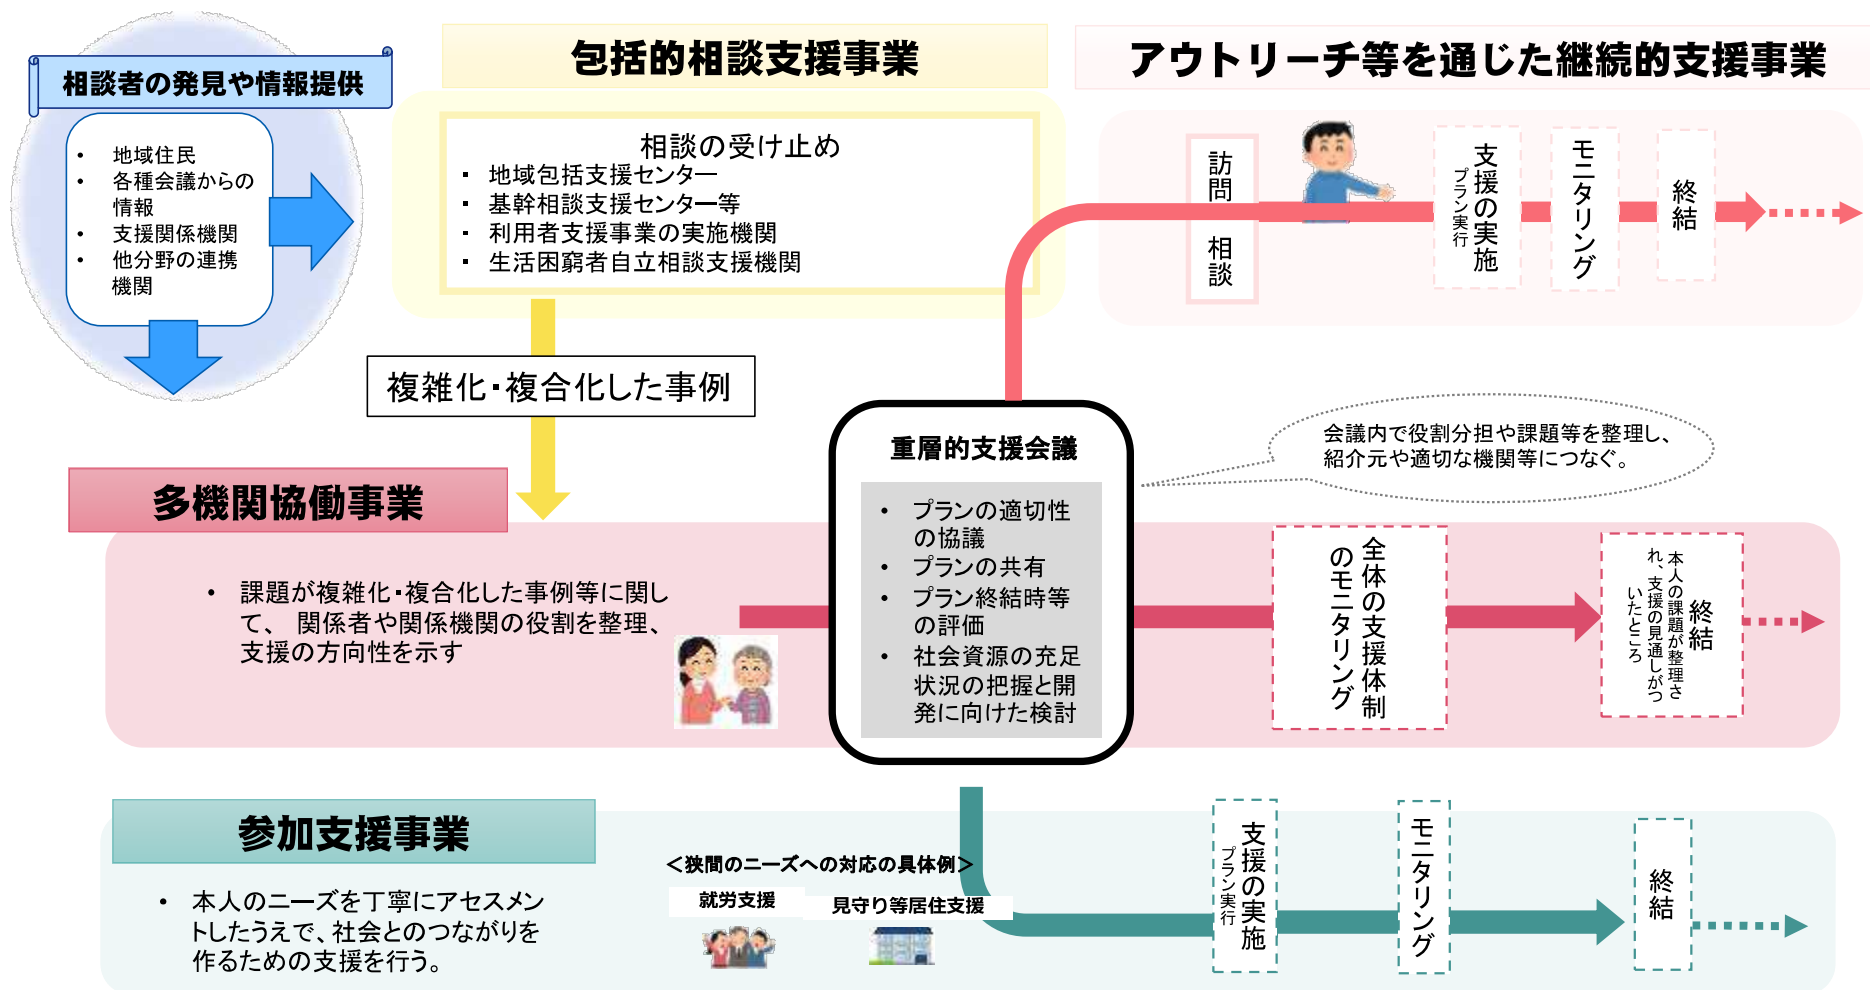 相談者の発見や情報提供
• 地域住民
• 各種会議からの
情報
• 支援関係機関
• 他分野の連携
機関
包括的相談支援事業
相談の受け止め
・ 地域包括支援センター
・ 基幹相談支援センター等
・ 利用者支援事業の実施機関
・ 生活困窮者自立相談支援機関
アウトリーチ等を通じた継続的支援事業
訪問 相談
支援の実施
プラン実行
モニタリング
終結
複雑化・複合化した事例
重層的支援会議
• プランの適切性
の協議
• プランの共有
• プラン終結時等
の評価
• 社会資源の充足
状況の把握と開
発に向けた検討
会議内で役割分担や課題等を整理し、
紹介元や適切な機関等につなぐ。
多機関協働事業
• 課題が複雑化・複合化した事例等に関し
て、 関係者や関係機関の役割を整理、
支援の方向性を示す
全体の支援体制
のモニタリング
終結
本人の課題が整理さ
れ、支援の見通しがつ
いたところ
参加支援事業
• 本人のニーズを丁寧にアセスメン
トしたうえで、社会とのつながりを
作るための支援を行う。
＜狭間のニーズへの対応の具体例＞
就労支援
見守り等居住支援
支援の実施
プラン実行
モニタリング
終結